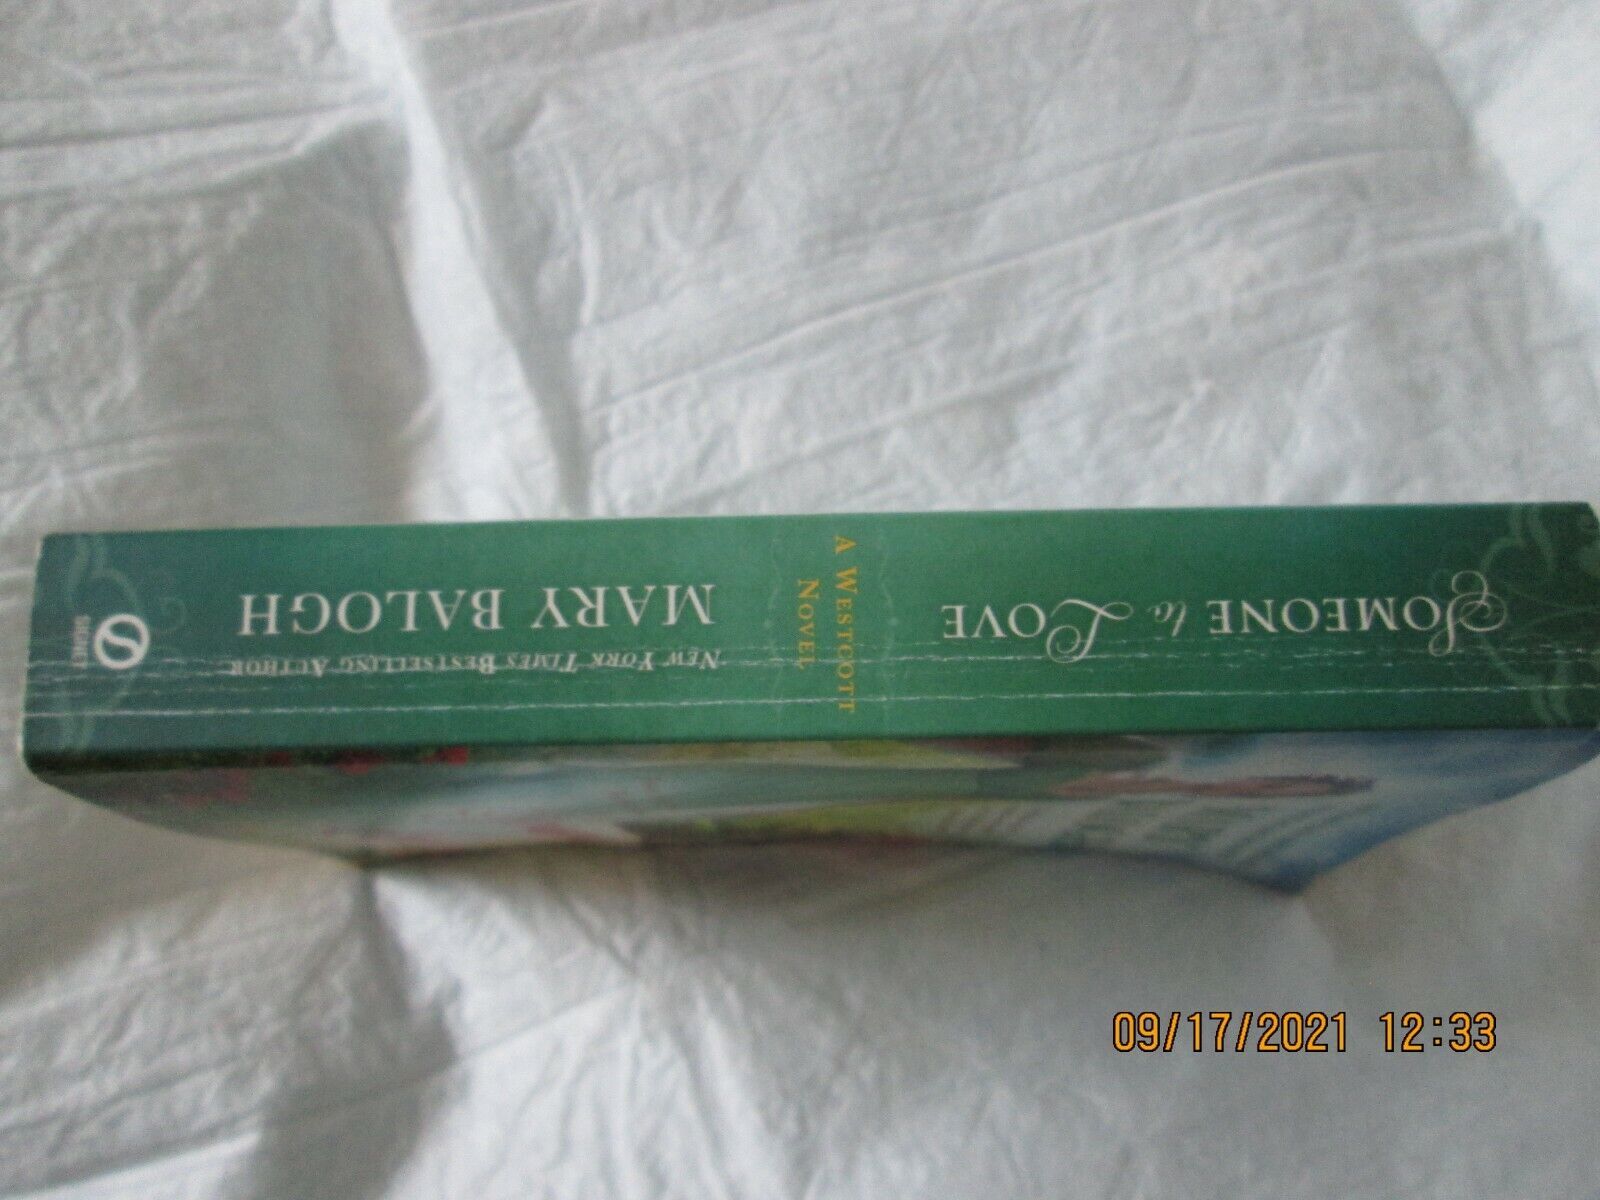 SOMEONE to LOVE
A WESTCOTT
NOVEL
NEW YORK TIMES BESTSELLING AUTHOR
MARY BALOGH
SIGNET
09/17/2021 12:33